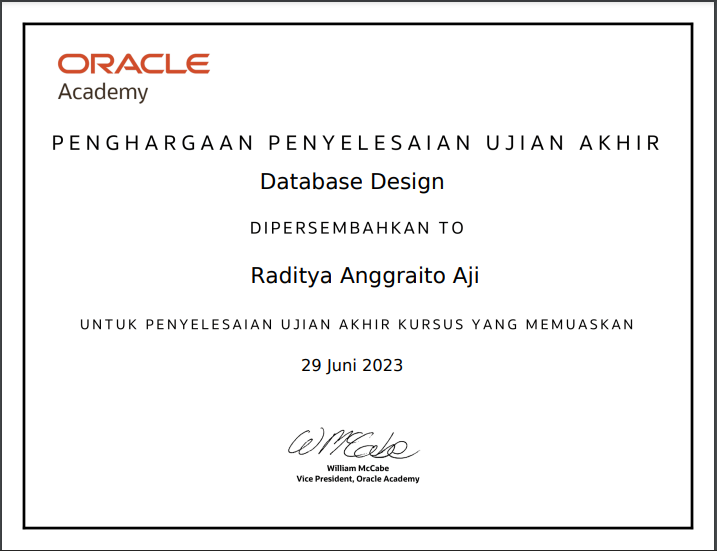 ORACLE
Academy
PENGHARGAAN PENYELESAIAN UJIAN AKHIR
Database Design
DIPERSEMBAHKAN TO
Raditya Anggraito Aji
UNTUK PENYELESAIAN UJIAN AKHIR KURSUS YANG MEMUASKAN
29 Juni 2023
WMcCabe
William McCabe
Vice President, Oracle Academy